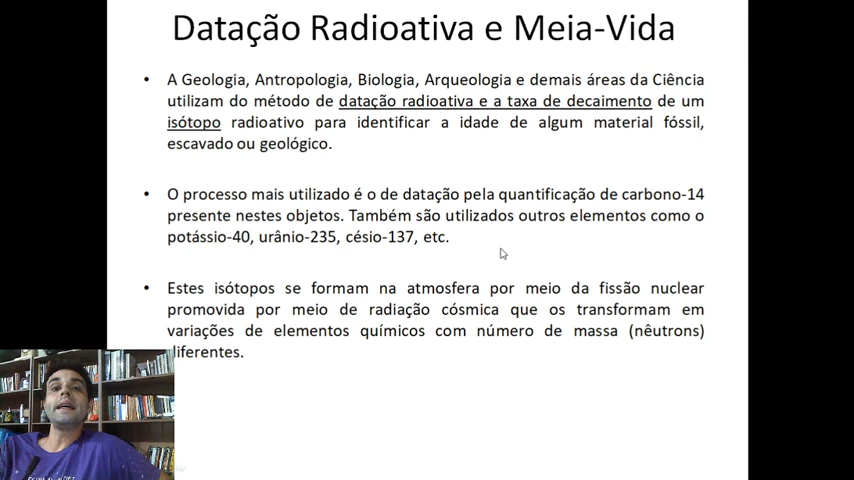 Datação Radioativa e Meia-Vida
• A Geologia, Antropologia, Biologia, Arqueologia e demais áreas da Ciência
utilizam do método de datação radioativa e a taxa de decaimento de um
isótopo radioativo para identificar a idade de algum material fóssil,
escavado ou geológico.
• O processo mais utilizado é o de datação pela quantificação de carbono-14
presente nestes objetos. Também são utilizados outros elementos como o
potássio-40, urânio-235, césio-137, etc.
• Estes isótopos se formam na atmosfera por meio da fissão nuclear
promovida por meio de radiação cósmica que os transformam em
variações de elementos químicos com número de massa (nêutrons)
diferentes.